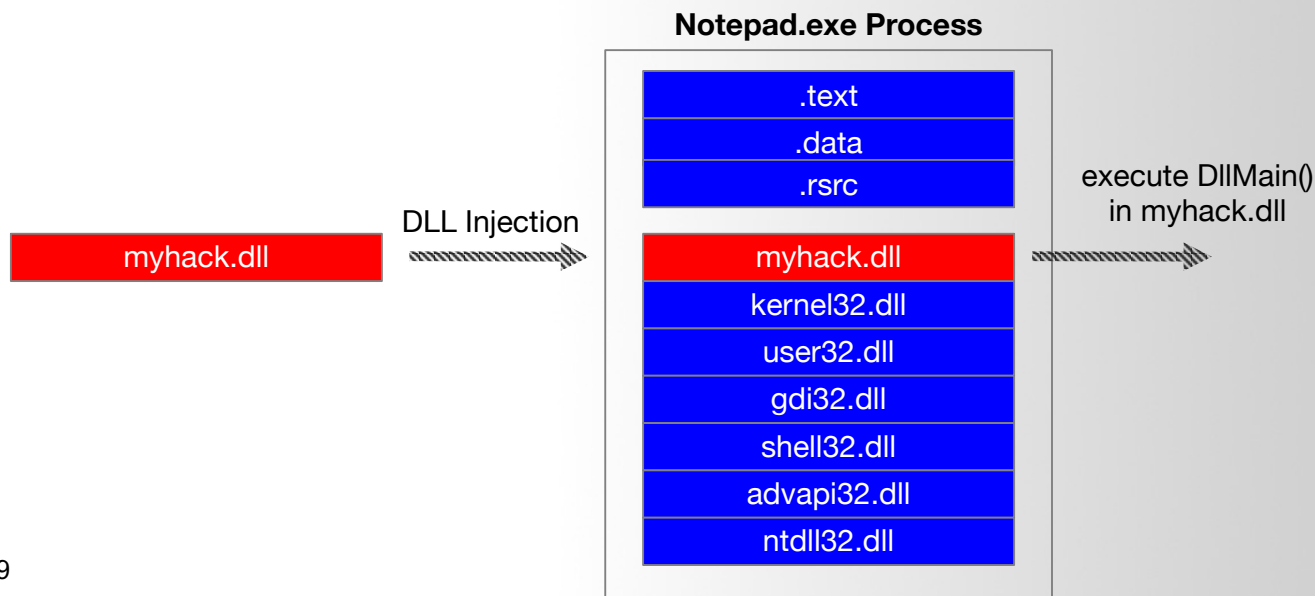 Notepad.exe Process
.text
.data
.rsrc
execute DllMain()
in myhack.dll
DLL Injection
myhack.dll
myhack.dll
kernel32.dll
user32.dll
gdi32.dll
shell32.dll
advapi32.dll
ntdll32.dll
9